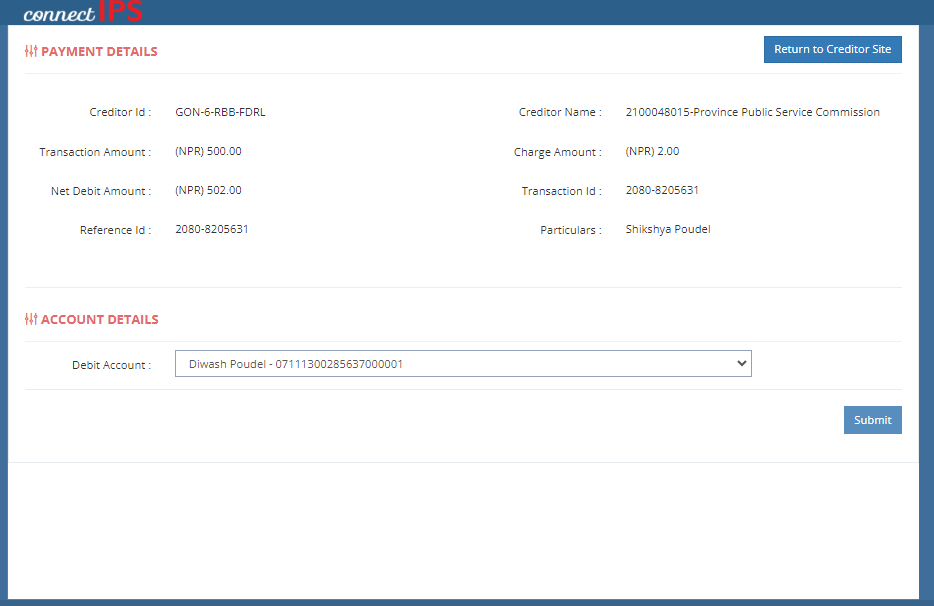 connectIPS
PAYMENT DETAILS
Return to Creditor Site
Creditor Id : GON-6-RBB-FDRL Creditor Name : 2100048015-Province Public Service Commission
Transaction Amount : (NPR) 500.00 Charge Amount : (NPR) 2.00
Net Debit Amount : (NPR) 502.00 Transaction Id : 2080-8205631
Reference Id : 2080-8205631 Particulars : Shikshya Poudel
ACCOUNT DETAILS
Debit Account : Diwash Poudel - 07111300285637000001
Submit